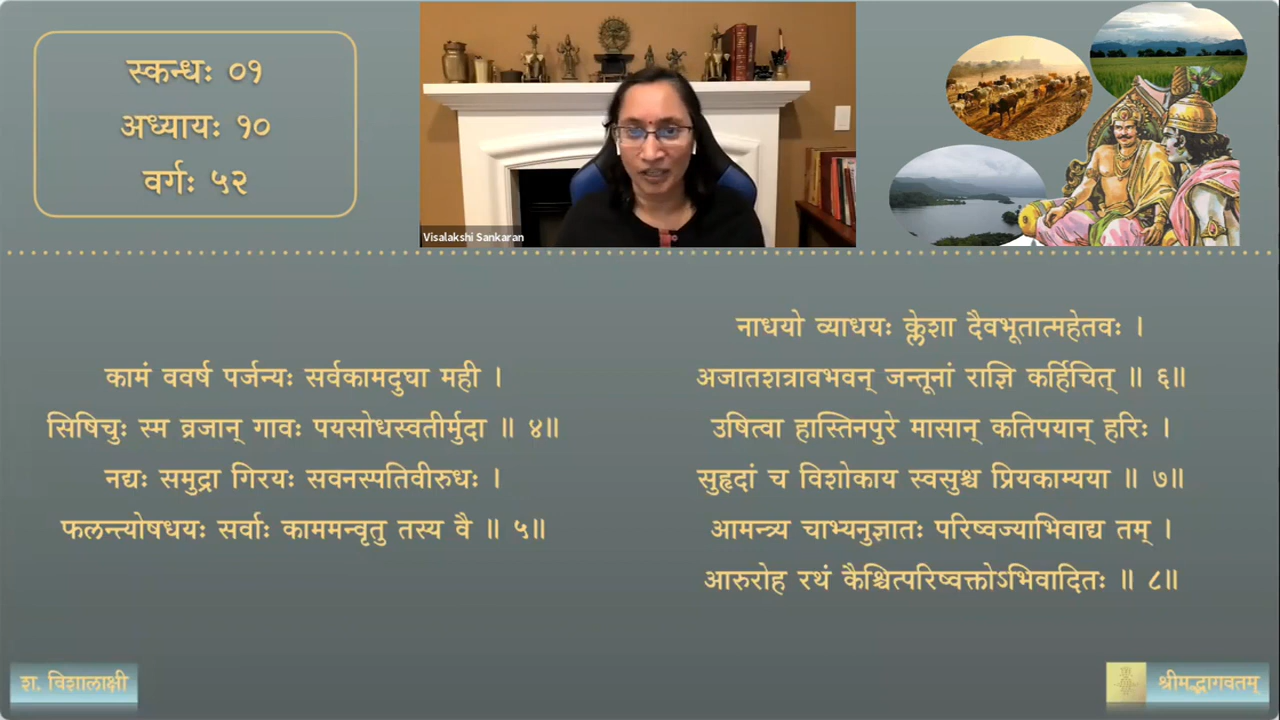 स्कन्धः ०१
अध्यायः १०
वर्गः ५२
Visalakshi Sankaran
कामं ववर्ष पर्जन्यः सर्वकामदुघा मही ।
सिषिचुः स्म व्रजान् गावः पयसोधस्वतीर्मुदा ॥ ४॥
नद्यः समुद्रा गिरयः सवनस्पतिवीरुधः ।
फलन्त्योषधयः सर्वाः काममन्वृतु तस्य वै ॥ ५॥
नाधयो व्याधयः क्लेशा दैवभूतात्महेतवः ।
अजातशत्रावभवन् जन्तूनां राज्ञि कर्हिचित् ॥ ६॥
उषित्वा हास्तिनपुरे मासान् कतिपयान् हरिः ।
सुहृदां च विशोकाय स्वसुश्च प्रियकाम्यया ॥ ७॥
आमन्त्र्य चाभ्यनुज्ञातः परिष्वज्याभिवाद्य तम् ।
आरुरोह रथं कैश्चित्परिष्वक्तोऽभिवादितः ॥ ८॥
श. विशालाक्षी
श्रीमद्भागवतम्